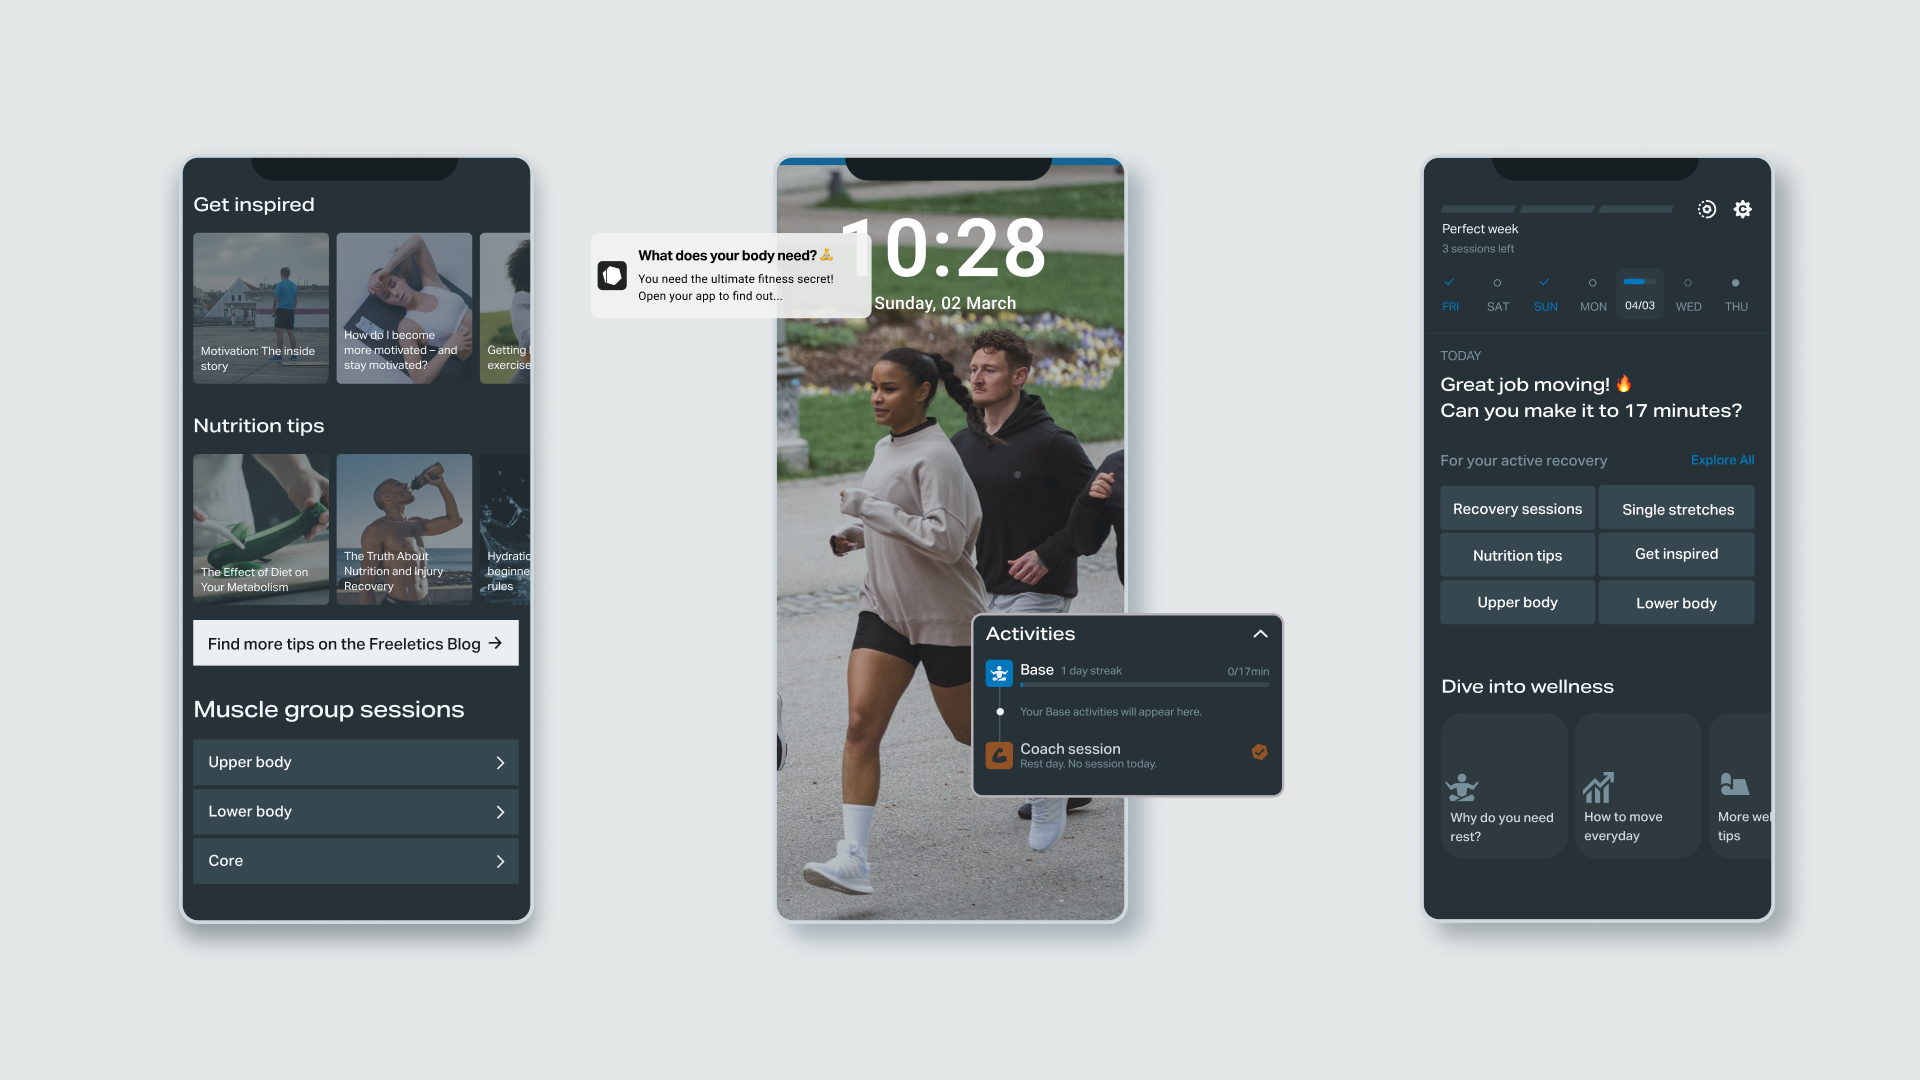 Get inspired
Motivation: The inside
story
How do I become
more motivated – and
stay motivated?
Getting
exercise
Nutrition tips
The Effect of Diet on
Your Metabolism
The Truth About
Nutrition and Injury
Recovery
beginne
rules
Find more tips on the Freeletics Blog →
Muscle group sessions
Upper body
Lower body
Core
What does your body need? 🙏
You need the ultimate fitness secret!
Open your app to find out...
10:28
Sunday, 02 March
Activities
Base 1 day streak 0/17min
Your Base activities will appear here.
Coach session
Rest day. No session today.
Perfect week
3 sessions left
FRI SAT SUN MON 04/03 WED THU
TODAY
Great job moving! 🔥
Can you make it to 17 minutes?
For your active recovery Explore All
Recovery sessions Single stretches
Nutrition tips Get inspired
Upper body Lower body
Dive into wellness
Why do you need
rest?
How to move
everyday
More wel
tips